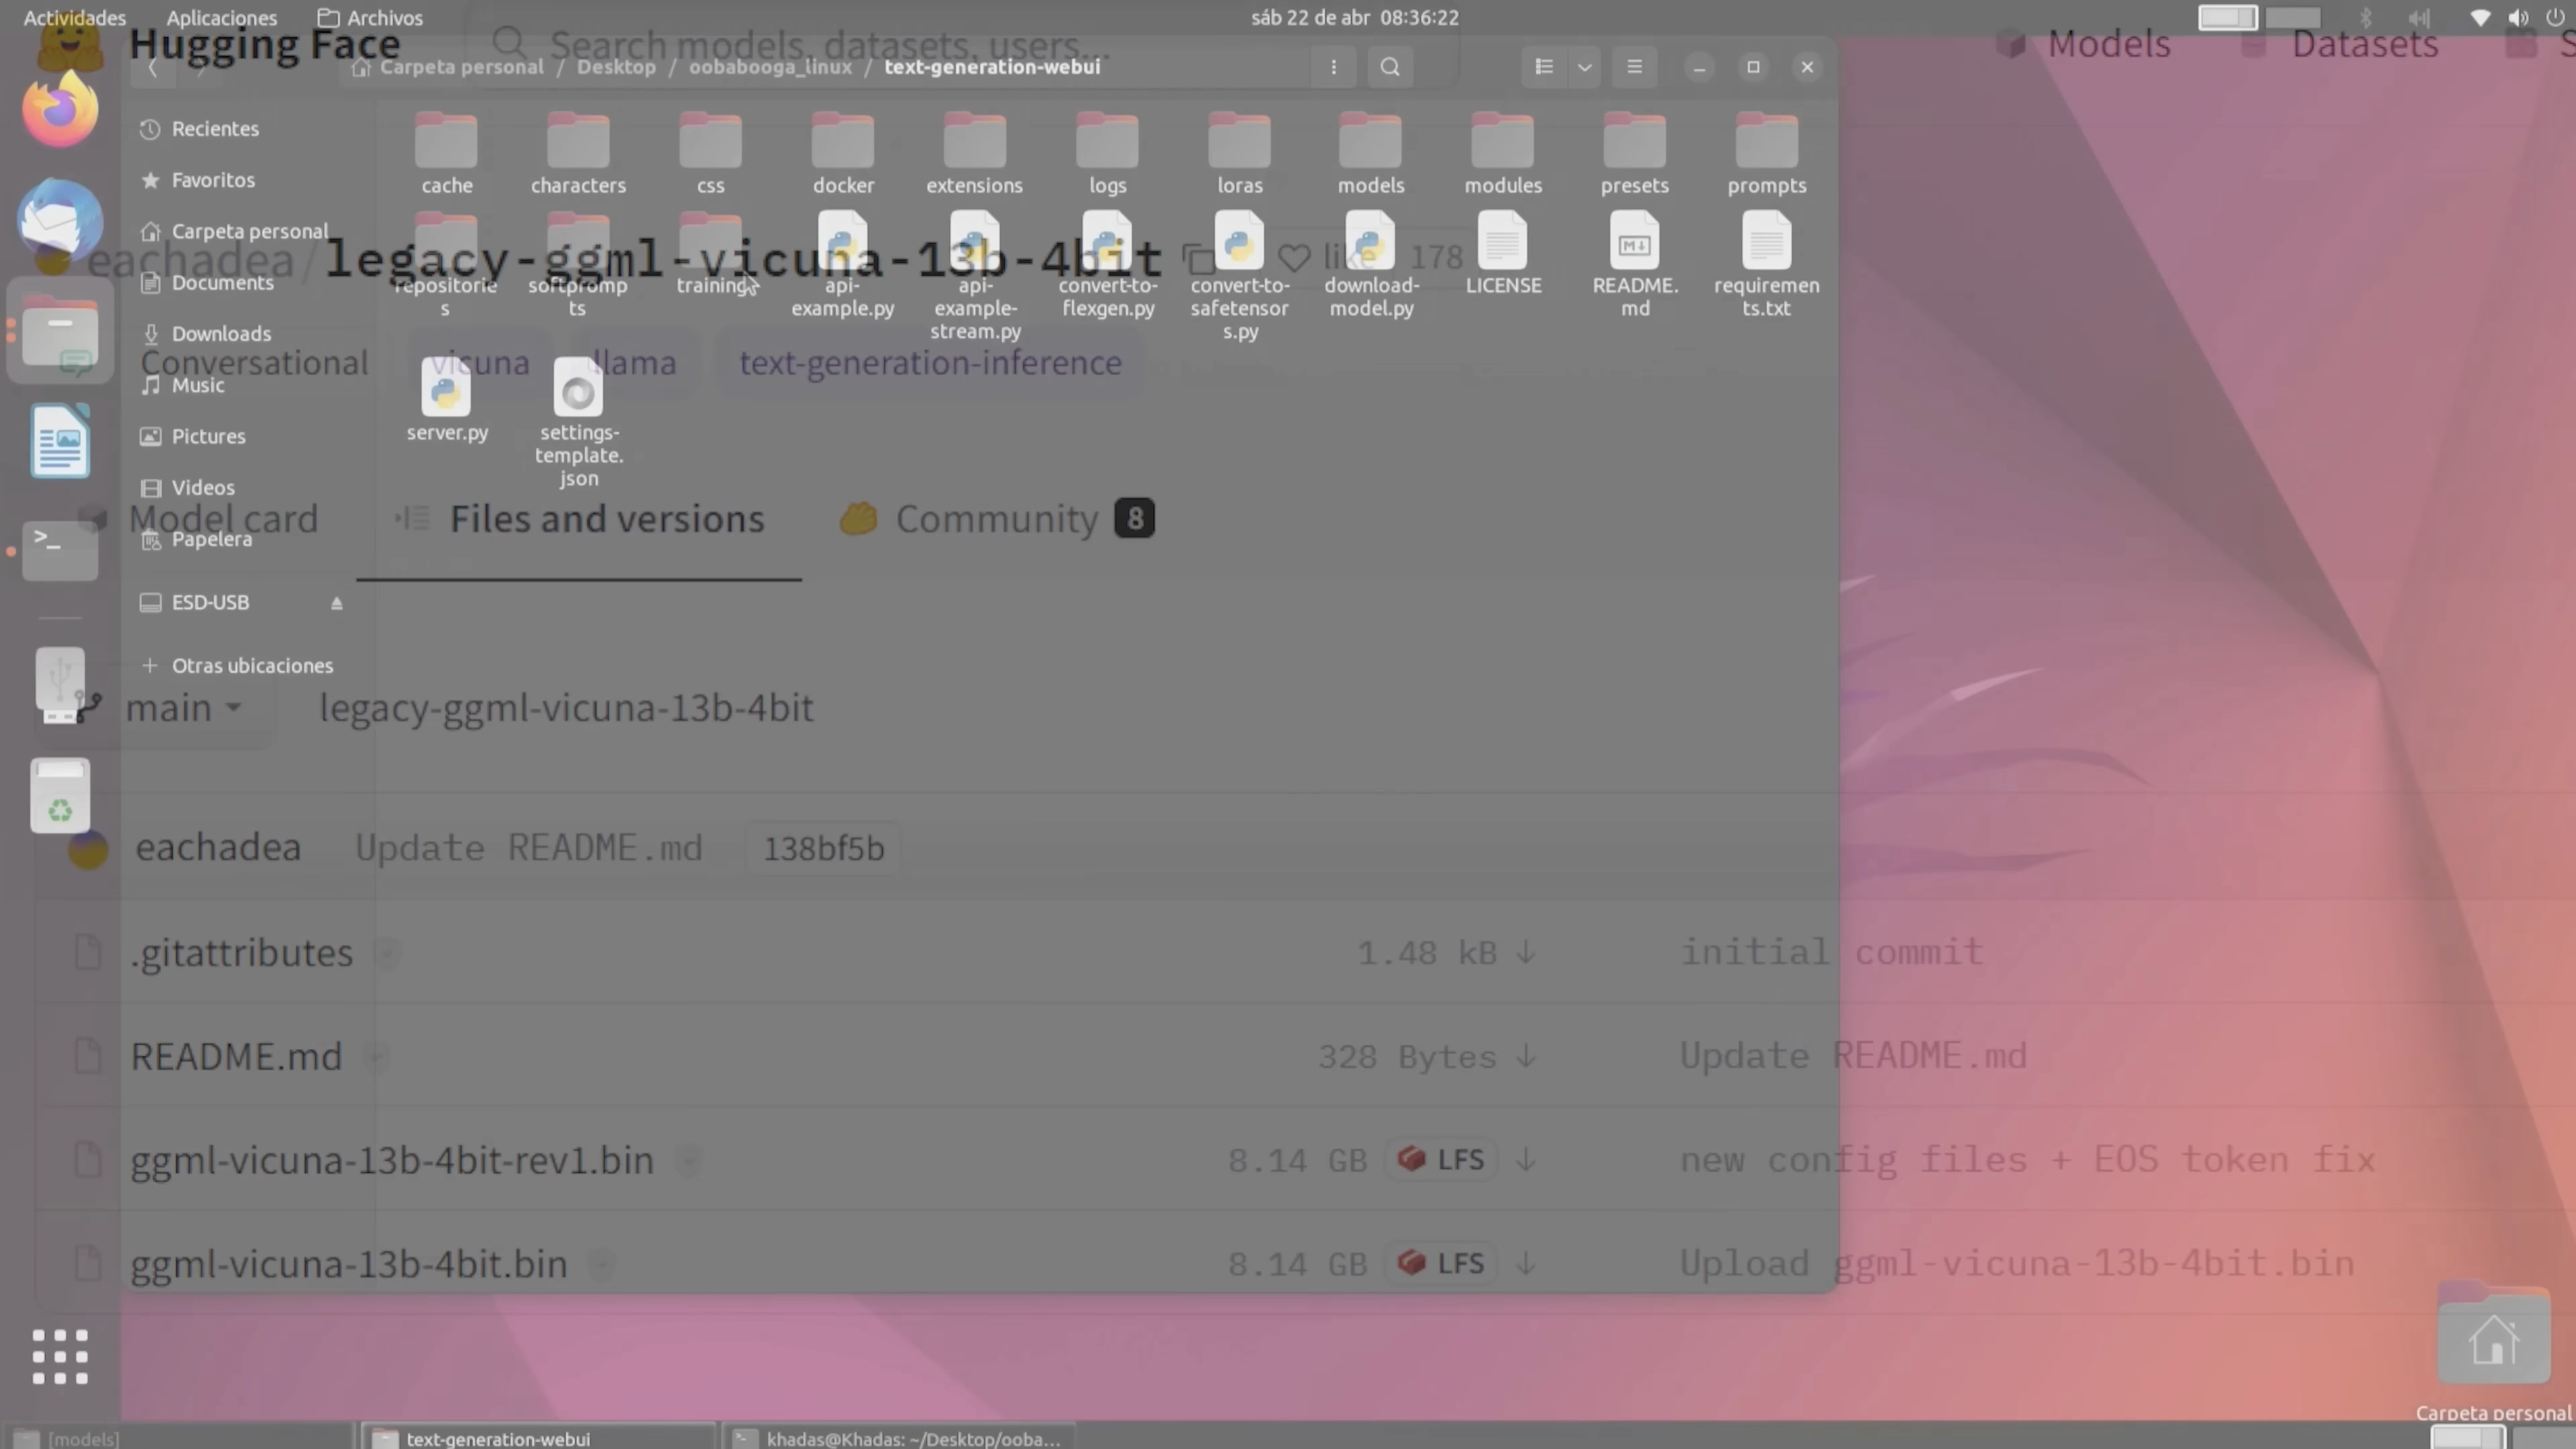 Actividades Aplicaciones Archivos sáb 22 de abr 08:36:22
Hugging Face Search models, datasets, users... Models Datasets S
Carpeta personal / Desktop / oobabooga_linux / text-generation-webui
Recientes
Favoritos
Carpeta personal
Documents
Downloads
Music
Pictures
Videos
Papelera
ESD-USB
Otras ubicaciones
cache characters css docker extensions logs loras models modules presets prompts
repositorie
s
softpromp
ts
training
api-
example.py
api-
example-
stream.py
convert-to-
flexgen.py
convert-to-
safetensor
s.py
download-
model.py
LICENSE
README.
md
requiremen
ts.txt
server.py
settings-
template.
json
eachadea/legacy-ggml-vicuna-13b-4bit like 178
Conversational vicuna llama text-generation-inference
Model card Files and versions Community 8
main legacy-ggml-vicuna-13b-4bit
eachadea Update README.md 138bf5b
.gitattributes 1.48 kB initial commit
README.md 328 Bytes Update README.md
ggml-vicuna-13b-4bit-rev1.bin 8.14 GB LFS new config files + EOS token fix
ggml-vicuna-13b-4bit.bin 8.14 GB LFS Upload ggml-vicuna-13b-4bit.bin
Carpeta personal
[models] text-generation-webui khadas@Khadas: ~/Desktop/ooba...